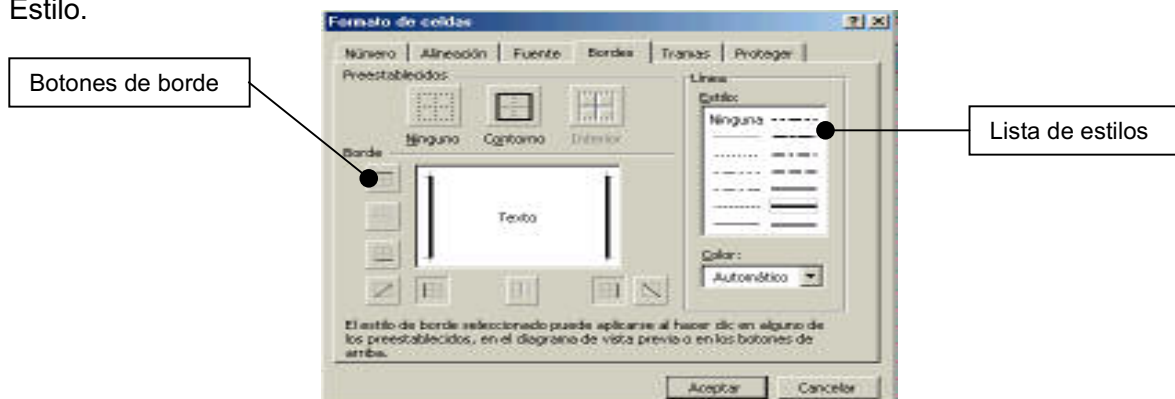 Estilo.
Formato de celdas
Número Alineación Fuente Bordes Tramas Proteger
Preestablecidos
Línea
Botones de borde
Estilo:
Ninguna
Lista de estilos
Ninguno Contorno Interior
Borde
Texto
Color:
Automático
El estilo de borde seleccionado puede aplicarse al hacer clic en alguno de
los preestablecidos, en el diagrama de vista previa o en los botones de
arriba.
Aceptar Cancelar